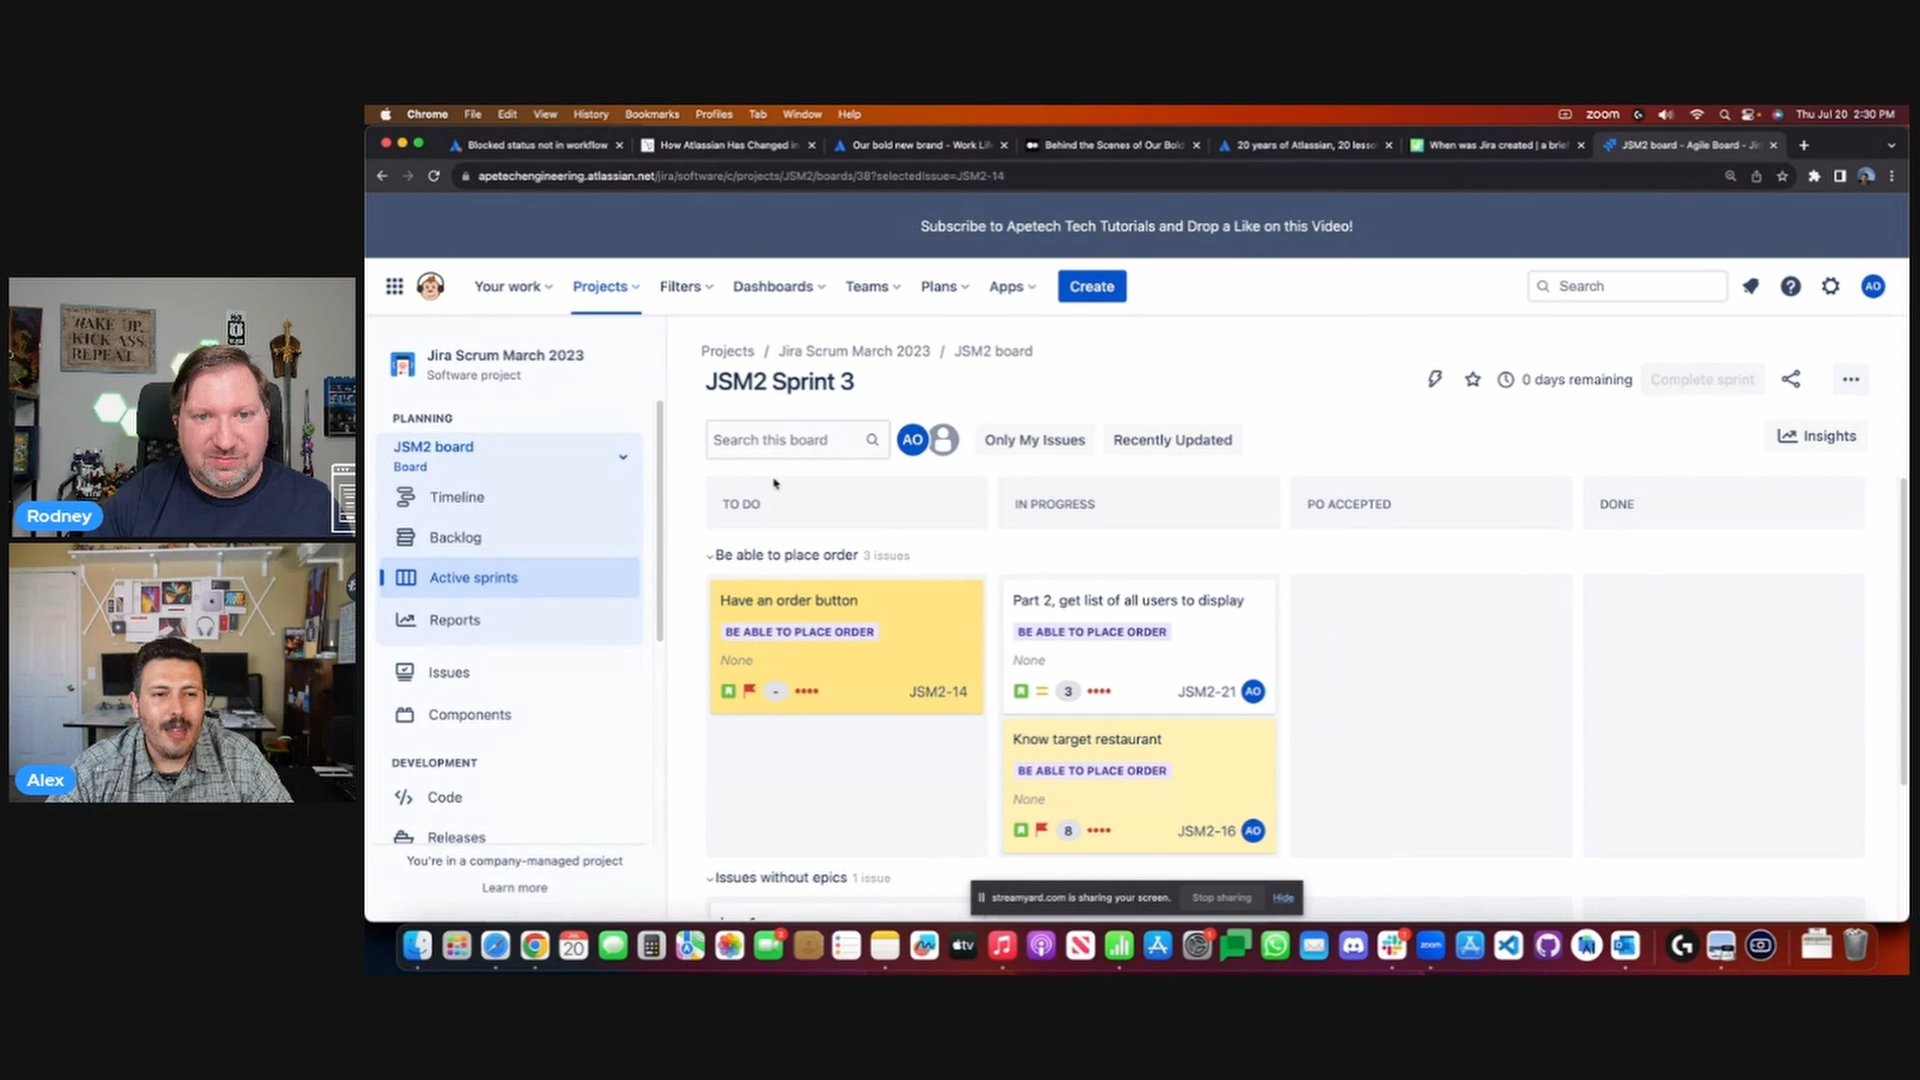 Chrome File Edit View History Bookmarks Profiles Tab Window Help zoom Thu Jul 20 2:30 PM
Blocked status not in workflow
How Atlassian Has Changed in
Our bold new brand - Work Li
Behind the Scenes of Our Bold
20 years of Atlassian, 20 lesso
When was Jira created | a brief
JSM2 board - Agile Board - Jir
apetechengineering.atlassian.net/jira/software/c/projects/JSM2/boards/38?selectedIssue=JSM2-14
Subscribe to Apetech Tech Tutorials and Drop a Like on this Video!
Your work Projects Filters Dashboards Teams Plans Apps Create Search AO
WAKE UP,
KICK ASS,
REPEAT.
Rodney
Alex
Jira Scrum March 2023
Software project
PLANNING
JSM2 board
Board
Timeline
Backlog
Active sprints
Reports
Issues
Components
DEVELOPMENT
Code
Releases
You're in a company-managed project
Learn more
Projects / Jira Scrum March 2023 / JSM2 board
JSM2 Sprint 3
0 days remaining Complete sprint
Search this board AO Only My Issues Recently Updated Insights
TO DO IN PROGRESS PO ACCEPTED DONE
Be able to place order 3 issues
Have an order button
BE ABLE TO PLACE ORDER
None
- JSM2-14
Part 2, get list of all users to display
BE ABLE TO PLACE ORDER
None
3 JSM2-21 AO
Know target restaurant
BE ABLE TO PLACE ORDER
None
8 JSM2-16 AO
Issues without epics 1 issue
streamyard.com is sharing your screen. Stop sharing Hide
20 tv zoom